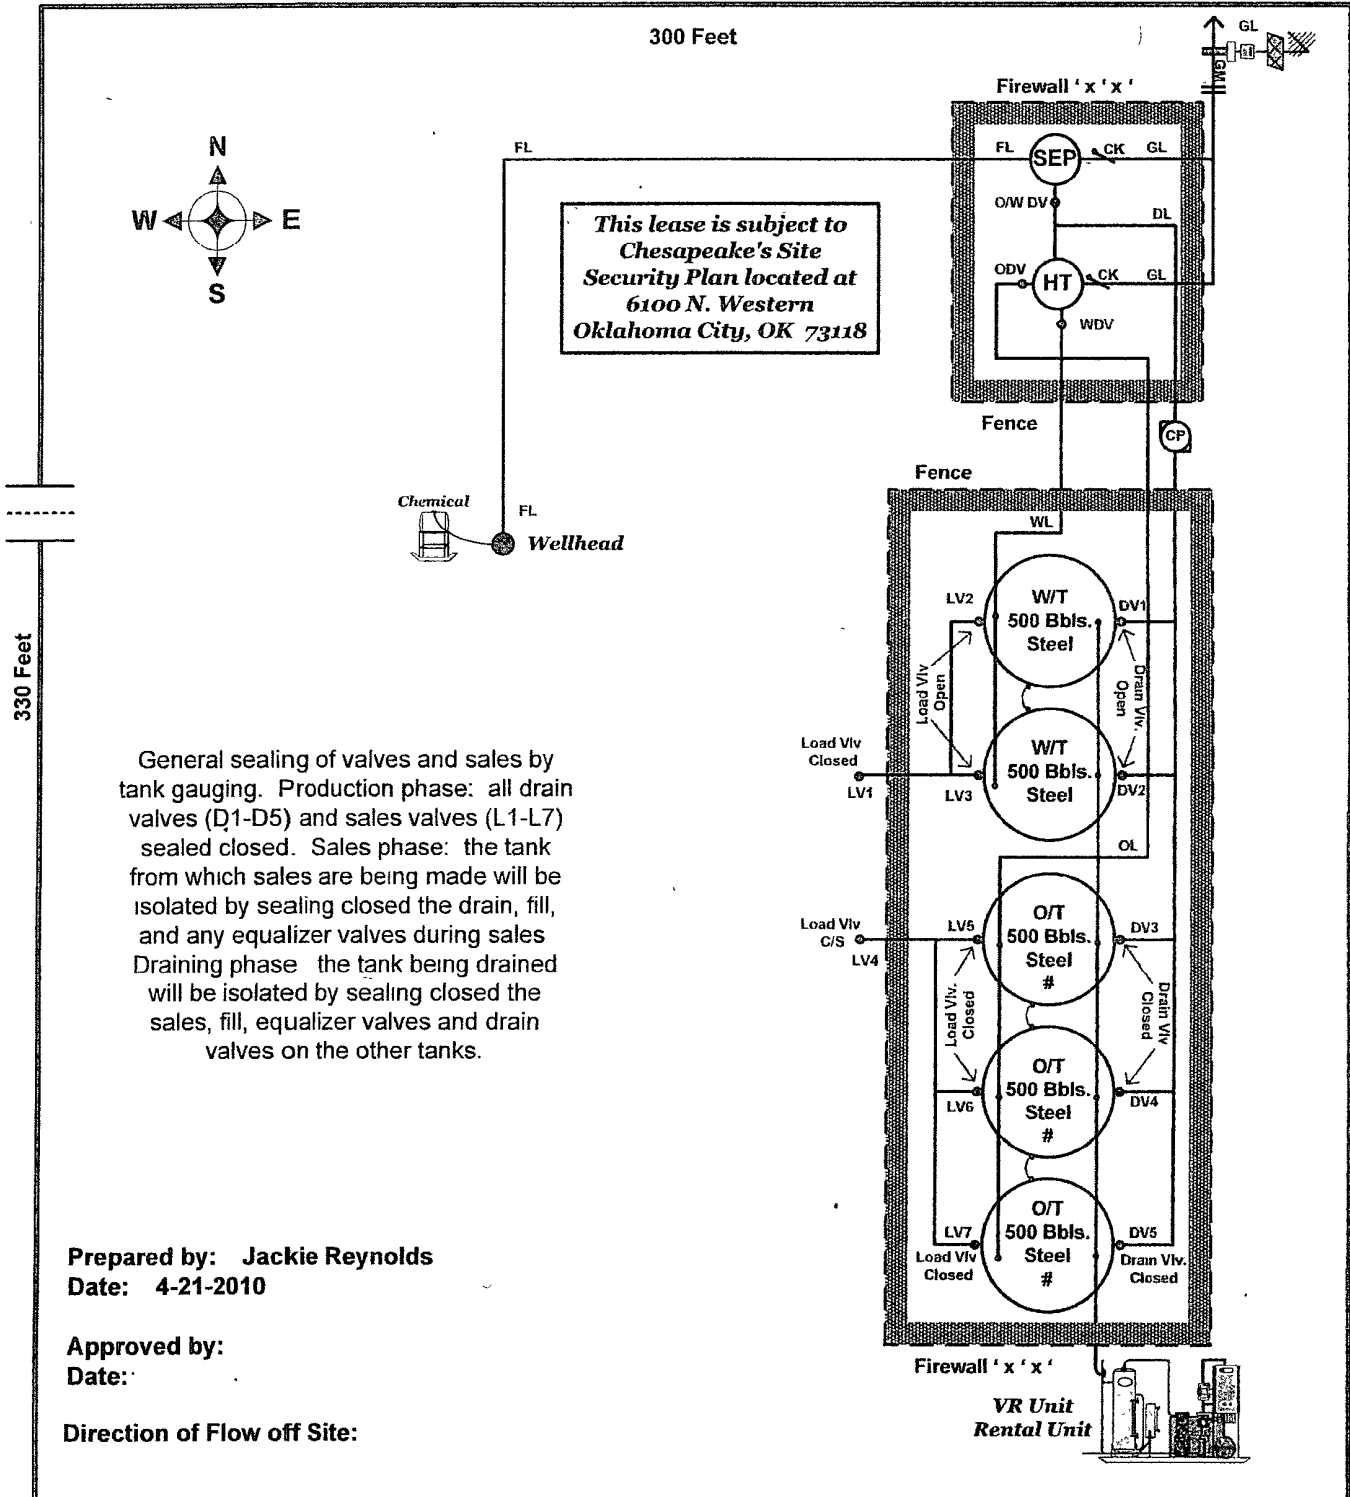 300 Feet
GL
GM
Firewall ' x ' x '
N
W
E
S
FL
FL
SEP
CK
GL
O/W DV
DL
ODV
HT
CK
GL
WDV
This lease is subject to
Chesapeake's Site
Security Plan located at
6100 N. Western
Oklahoma City, OK 73118
Fence
CP
Fence
Chemical
FL
Wellhead
WL
330 Feet
LV2
W/T
500 Bbls.
Steel
DV1
Load Vlv
Open
Drain Vlv.
Open
Load Vlv
Closed
LV1
LV3
W/T
500 Bbls.
Steel
DV2
OL
General sealing of valves and sales by
tank gauging. Production phase: all drain
valves (D1-D5) and sales valves (L1-L7)
sealed closed. Sales phase: the tank
from which sales are being made will be
isolated by sealing closed the drain, fill,
and any equalizer valves during sales
Draining phase the tank being drained
will be isolated by sealing closed the
sales, fill, equalizer valves and drain
valves on the other tanks.
Load Vlv
C/S
LV4
LV5
O/T
500 Bbls.
Steel
#
DV3
Load Vlv.
Closed
Drain Vlv
Closed
LV6
O/T
500 Bbls.
Steel
#
DV4
LV7
Load Vlv
Closed
O/T
500 Bbls.
Steel
#
DV5
Drain Vlv.
Closed
Prepared by: Jackie Reynolds
Date: 4-21-2010
Approved by:
Date:
Direction of Flow off Site:
Firewall ' x ' x '
VR Unit
Rental Unit